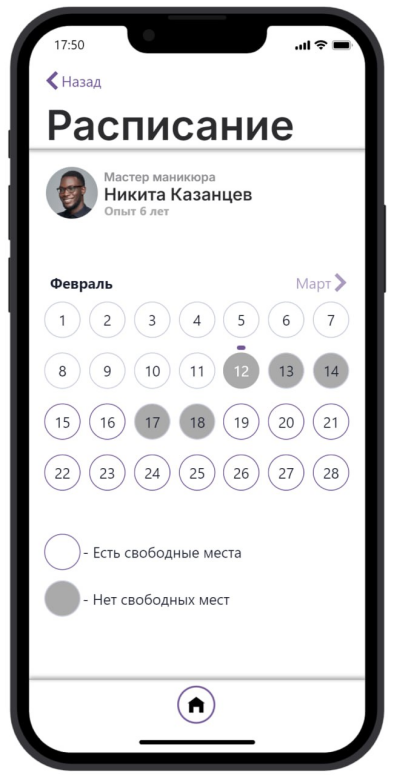 17:50
Назад
Расписание
Мастер маникюра
Никита Казанцев
Опыт 6 лет
Февраль Март
1 2 3 4 5 6 7
8 9 10 11 12 13 14
15 16 17 18 19 20 21
22 23 24 25 26 27 28
- Есть свободные места
- Нет свободных мест